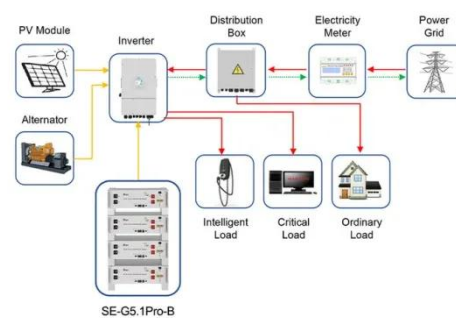 PV Module
Inverter
Distribution
Box
Electricity
Meter
Power
Grid
Alternator
Intelligent
Load
Critical
Load
Ordinary
Load
SE-G5.1Pro-B